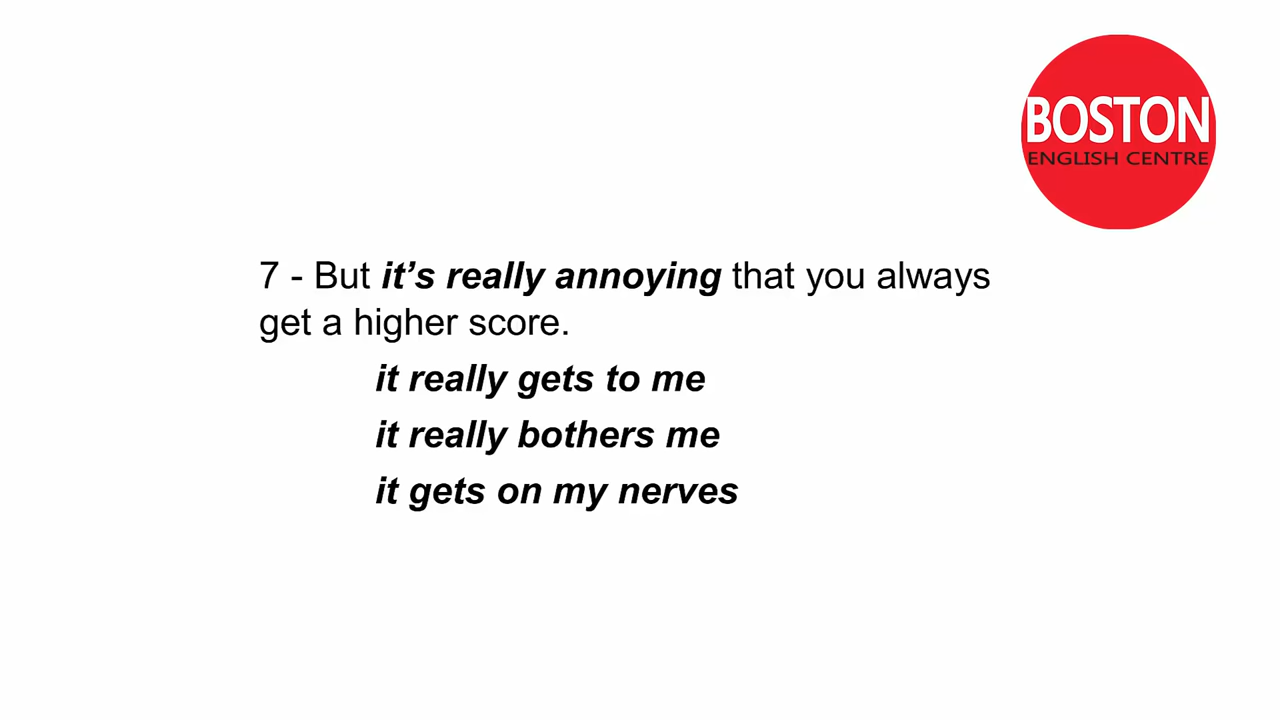 BOSTON
ENGLISH CENTRE
7 - But it’s really annoying that you always
get a higher score.
it really gets to me
it really bothers me
it gets on my nerves